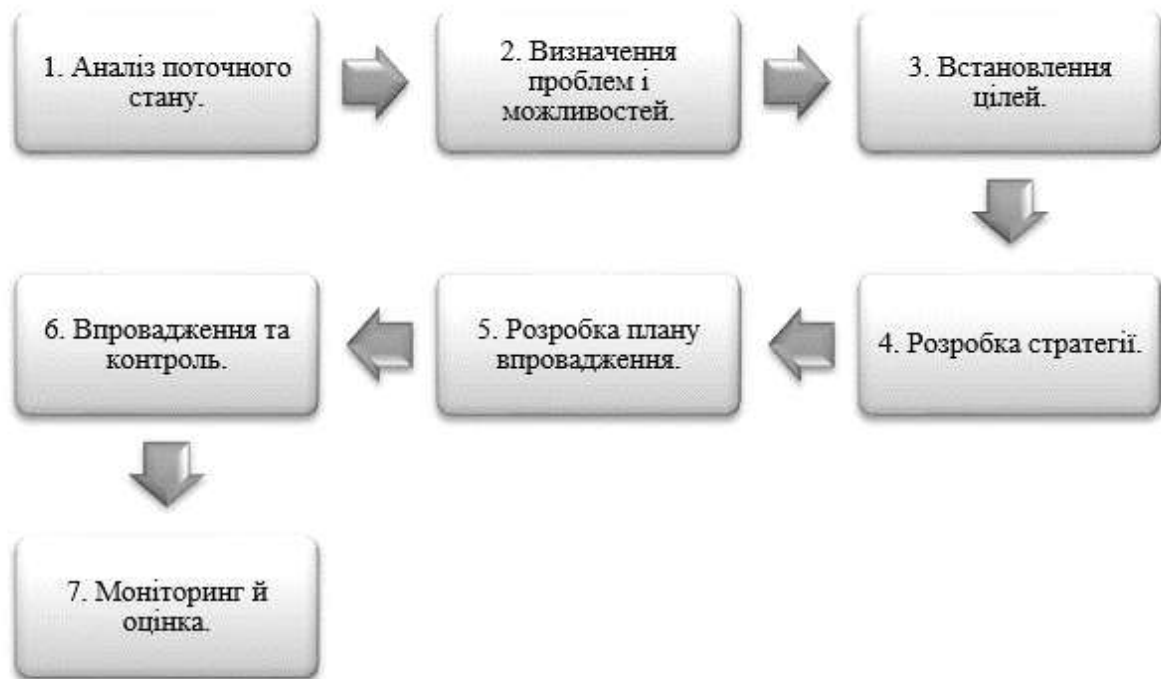 1. Аналіз поточного
стану.
2. Визначення
проблем і
можливостей.
3. Встановлення
цілей.
4. Розробка стратегії.
5. Розробка плану
впровадження.
6. Впровадження та
контроль.
7. Моніторинг й
оцінка.